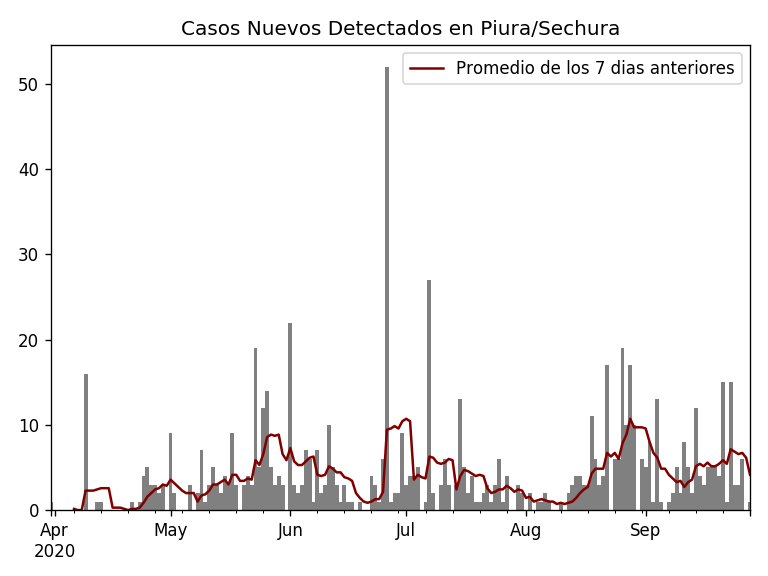 Casos Nuevos Detectados en Piura/Sechura
Promedio de los 7 dias anteriores
50
40
30
20
10
0
Apr May Jun Jul Aug Sep
2020